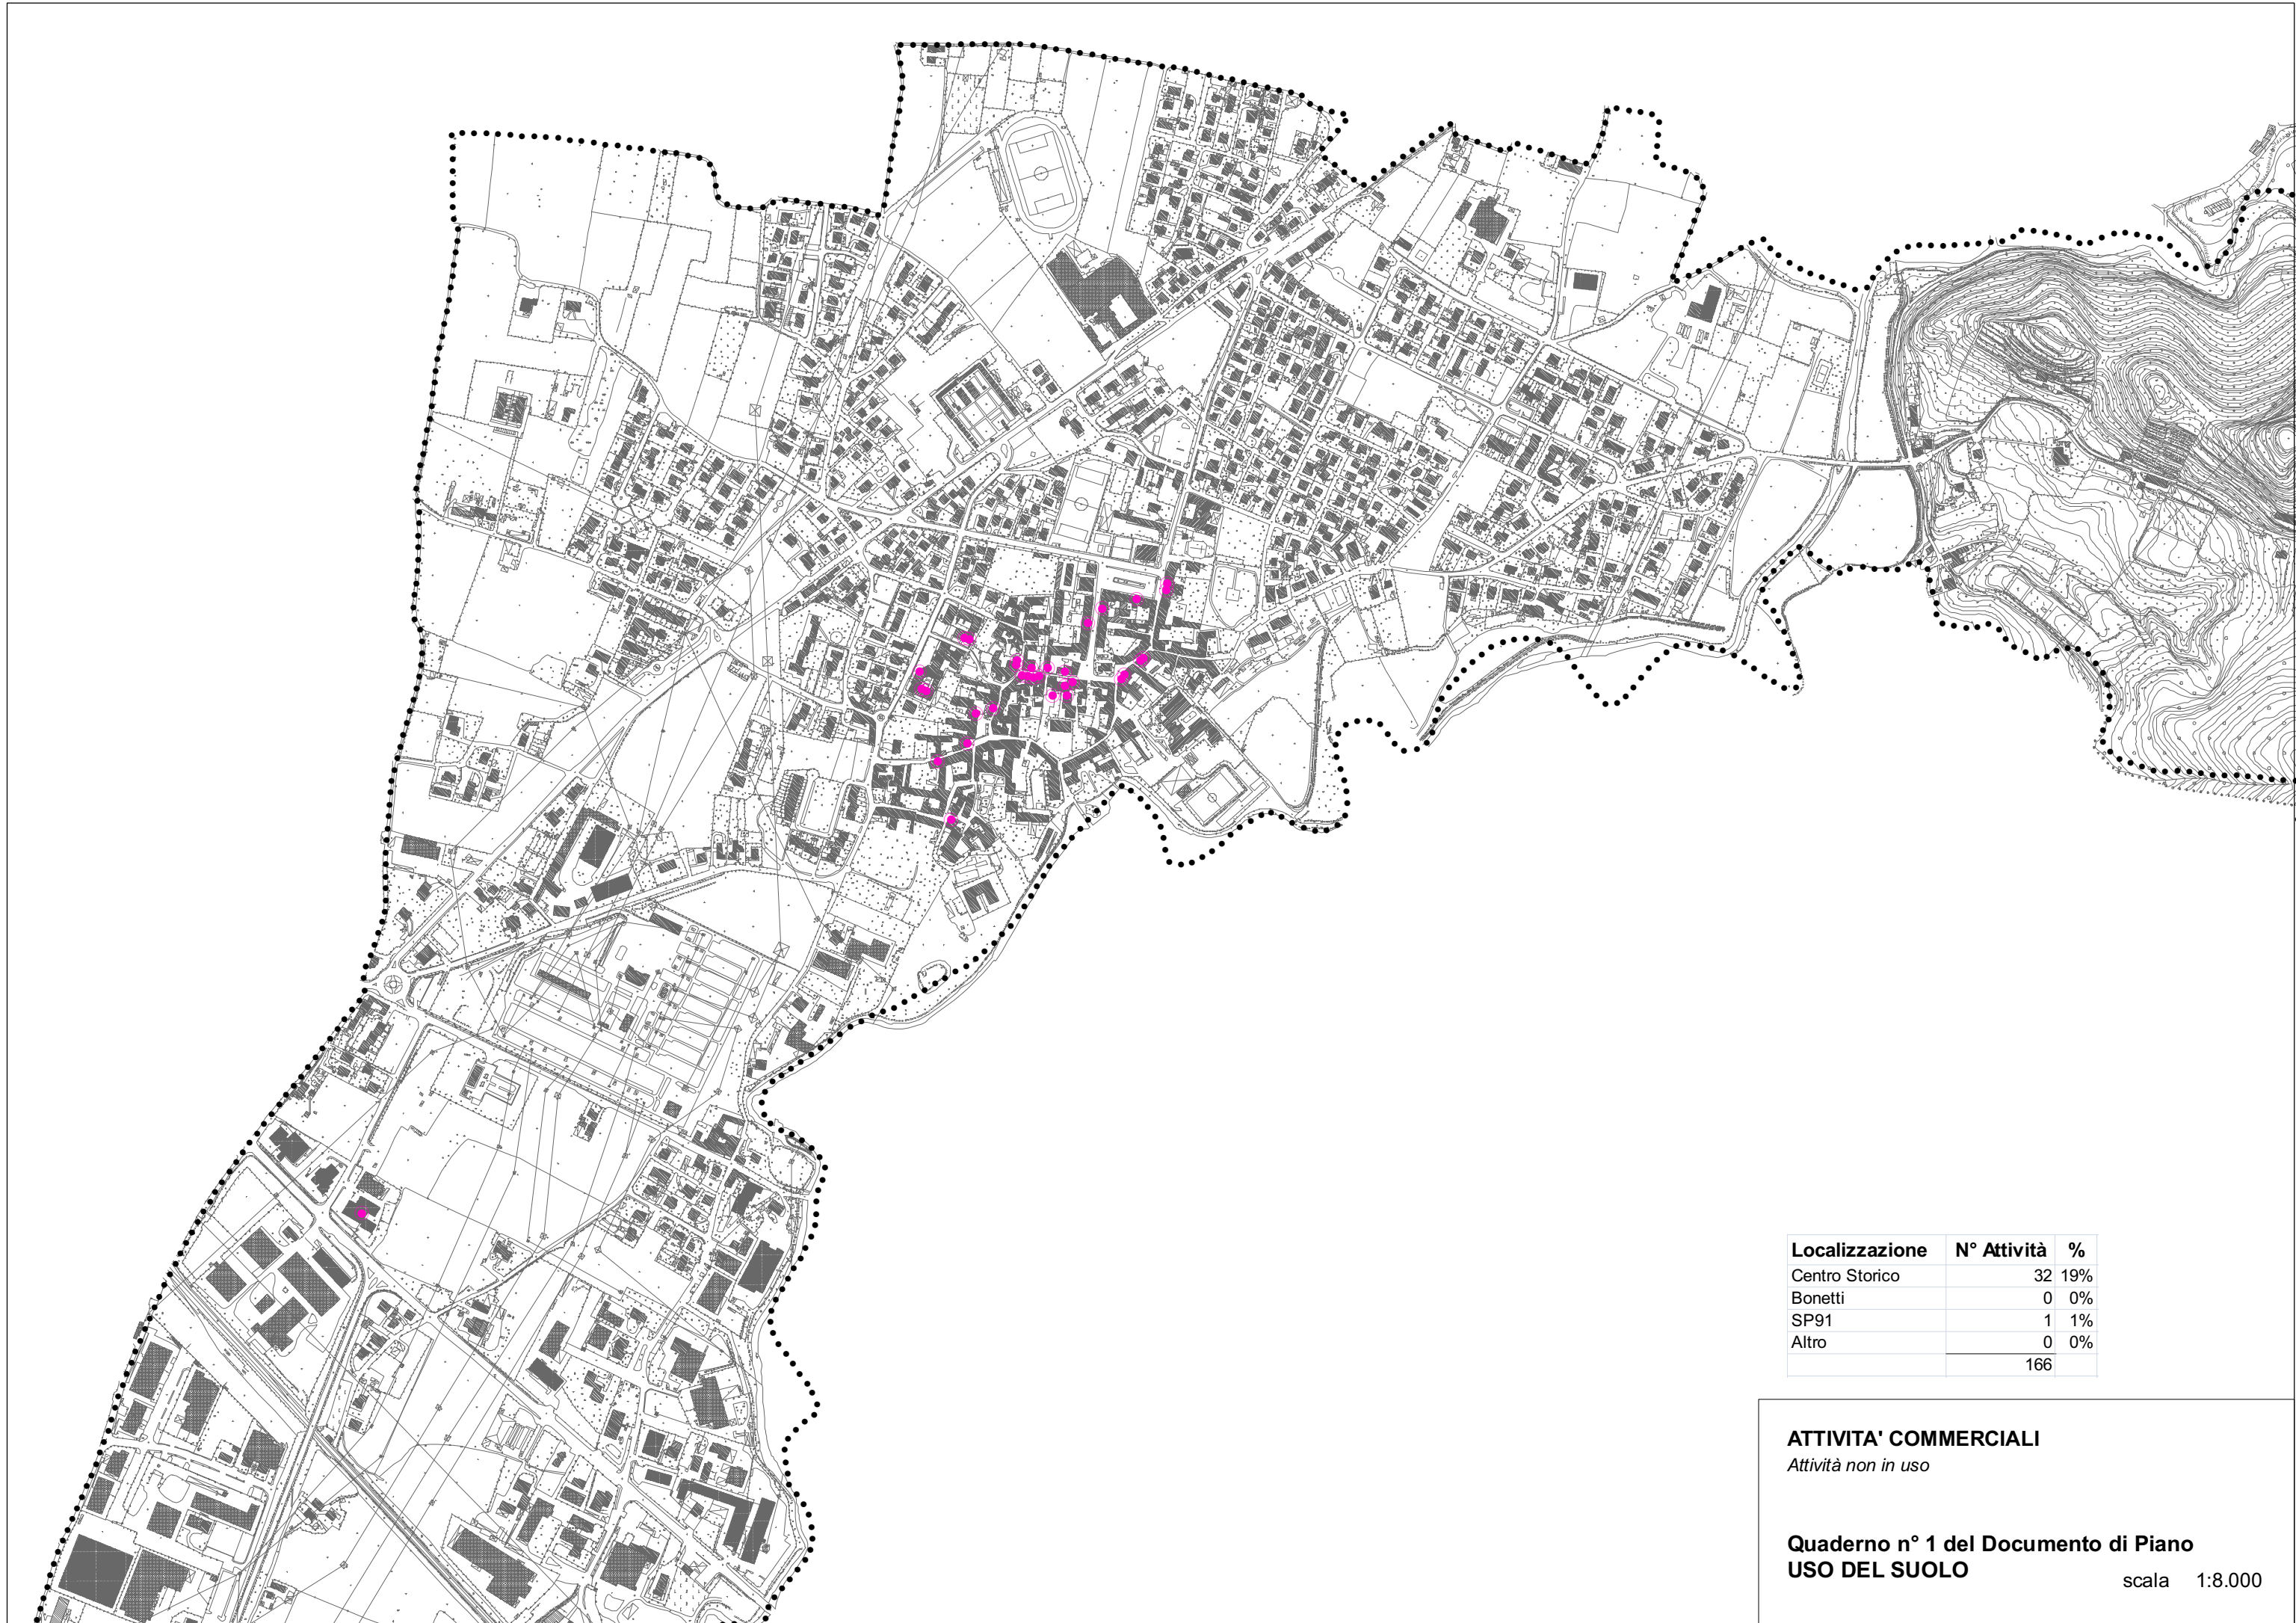 Localizzazione N° Attività %
Centro Storico 32 19%
Bonetti 0 0%
SP91 1 1%
Altro 0 0%
166
ATTIVITA' COMMERCIALI
Attività non in uso
Quaderno n° 1 del Documento di Piano
USO DEL SUOLO
scala 1:8.000